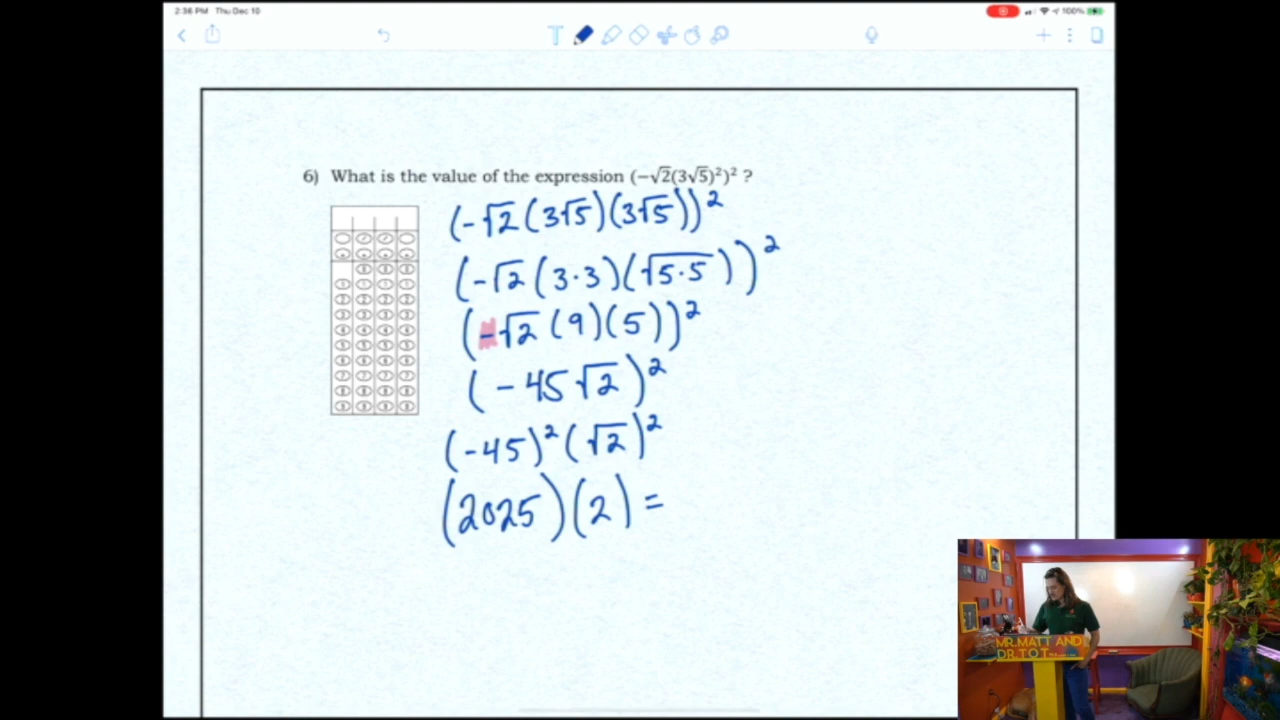 2:36 PM Thu Dec 10
100%
6) What is the value of the expression (−√2(3√5)²)² ?
(-√2(3√5)(3√5))²
(-√2(3·3)(√5·5))²
(-√2(9)(5))²
(-45√2)²
(-45)²(√2)²
(2025)(2)=
MR.MATT AND
DR.TOT